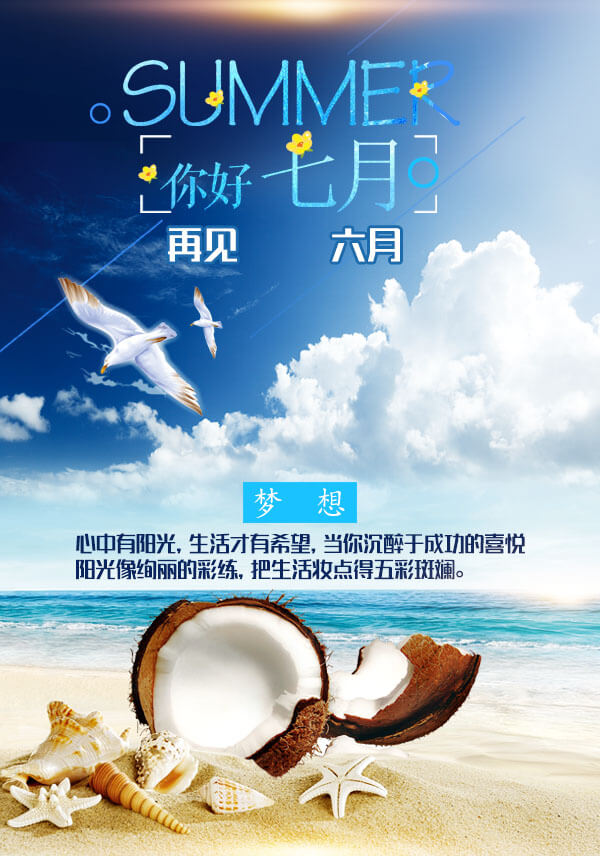 SUMMER
你好 七月
再见 六月
梦 想
心中有阳光, 生活才有希望, 当你沉醉于成功的喜悦
阳光像绚丽的彩练, 把生活妆点得五彩斑斓。